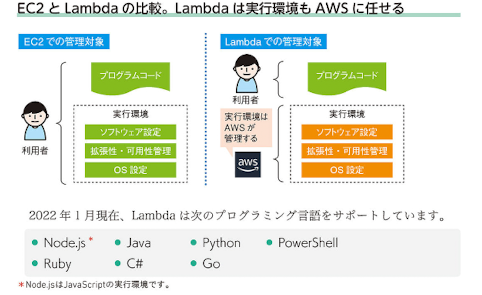 EC2 と Lambda の比較。Lambda は実行環境も AWS に任せる
EC2 での管理対象
プログラムコード
実行環境
ソフトウェア設定
拡張性・可用性管理
OS 設定
利用者
Lambda での管理対象
利用者
プログラムコード
実行環境は
AWS が
管理する
aws
実行環境
ソフトウェア設定
拡張性・可用性管理
OS 設定
2022 年 1 月現在、Lambda は次のプログラミング言語をサポートしています。
● Node.js* ● Java ● Python ● PowerShell
● Ruby ● C# ● Go
*Node.jsはJavaScriptの実行環境です。